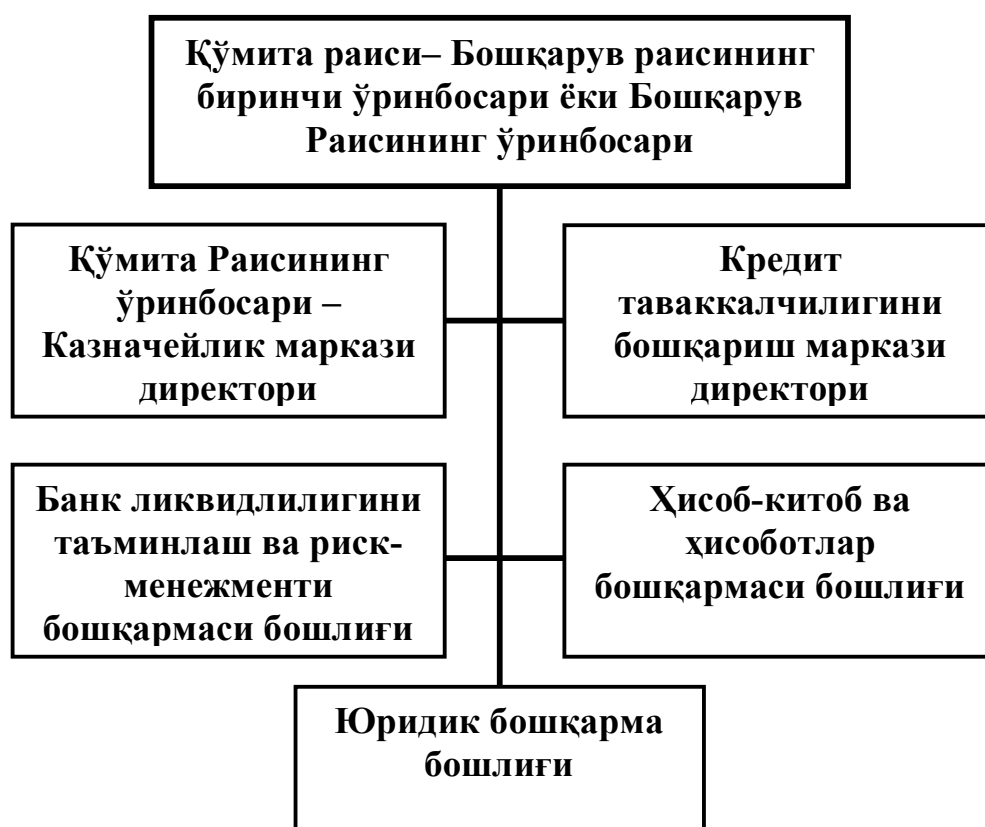 Қўмита раиси– Бошқарув раисининг
биринчи ўринбосари ёки Бошқарув
Раисининг ўринбосари
Қўмита Раисининг
ўринбосари –
Казначейлик маркази
директори
Кредит
таваккалчилигини
бошқариш маркази
директори
Банк ликвидлилигини
таъминлаш ва риск-
менежменти
бошқармаси бошлиғи
Ҳисоб-китоб ва
ҳисоботлар
бошқармаси бошлиғи
Юридик бошқарма
бошлиғи